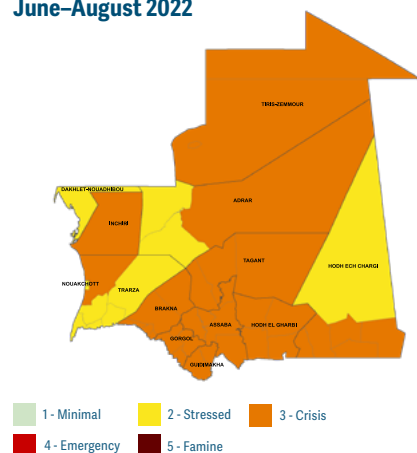 June–August 2022
TIRIS-ZEMMOUR
DAKHLET-NOUADHIBOU
ADRAR
INCHIRI
TAGANT
HODH ECH CHARGI
NOUAKCHOTT
TRARZA
BRAKNA
ASSABA
HODH EL GHARBI
GORGOL
GUIDIMAKHA
1 - Minimal
2 - Stressed
3 - Crisis
4 - Emergency
5 - Famine